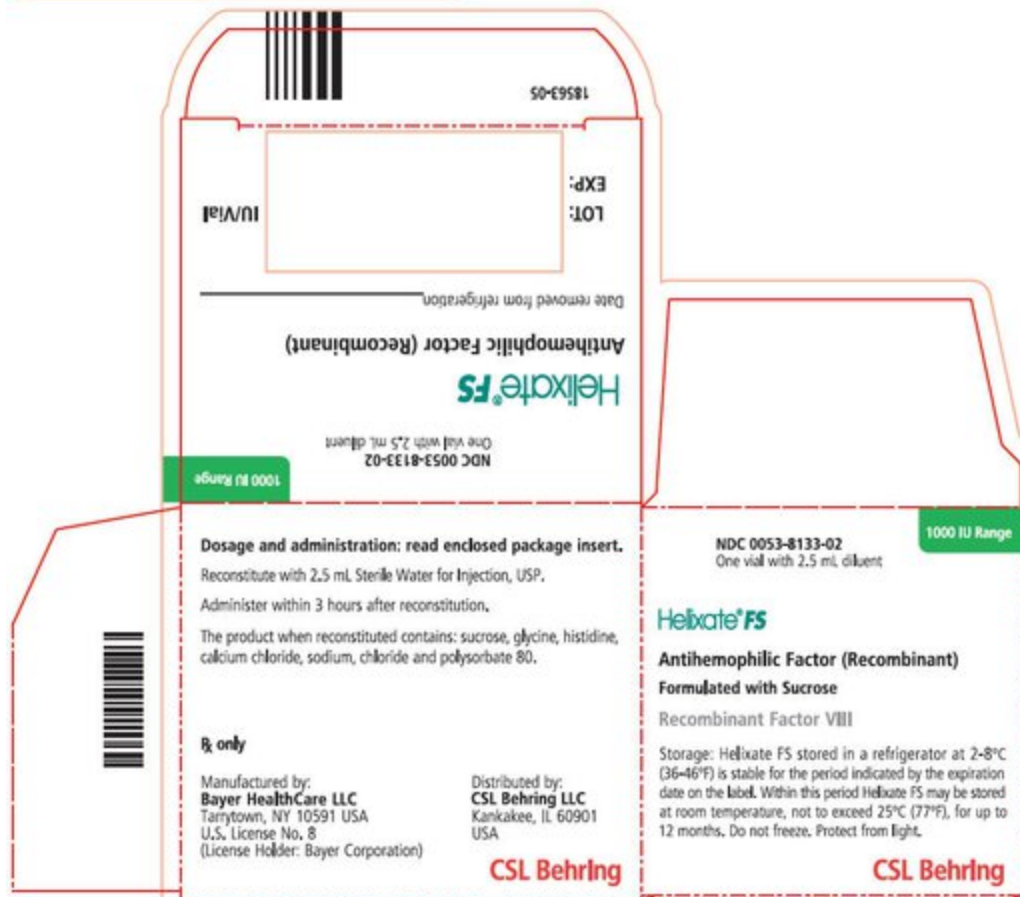 18563-05
LOT:
EXP:
IU/Vial
Date removed from refrigeration
Antihemophilic Factor (Recombinant)
Helixate® FS
One vial with 2.5 mL diluent
NDC 0053-8133-02
1000 IU Range
Dosage and administration: read enclosed package insert.
Reconstitute with 2.5 mL Sterile Water for Injection, USP.
Administer within 3 hours after reconstitution.
The product when reconstituted contains: sucrose, glycine, histidine,
calcium chloride, sodium, chloride and polysorbate 80.
℞ only
Manufactured by:
Bayer HealthCare LLC
Tarrytown, NY 10591 USA
U.S. License No. 8
(License Holder: Bayer Corporation)
Distributed by:
CSL Behring LLC
Kankakee, IL 60901
USA
CSL Behring
1000 IU Range
NDC 0053-8133-02
One vial with 2.5 mL diluent
Helixate® FS
Antihemophilic Factor (Recombinant)
Formulated with Sucrose
Recombinant Factor VIII
Storage: Helixate FS stored in a refrigerator at 2-8°C
(36-46°F) is stable for the period indicated by the expiration
date on the label. Within this period Helixate FS may be stored
at room temperature, not to exceed 25°C (77°F), for up to
12 months. Do not freeze. Protect from light.
CSL Behring